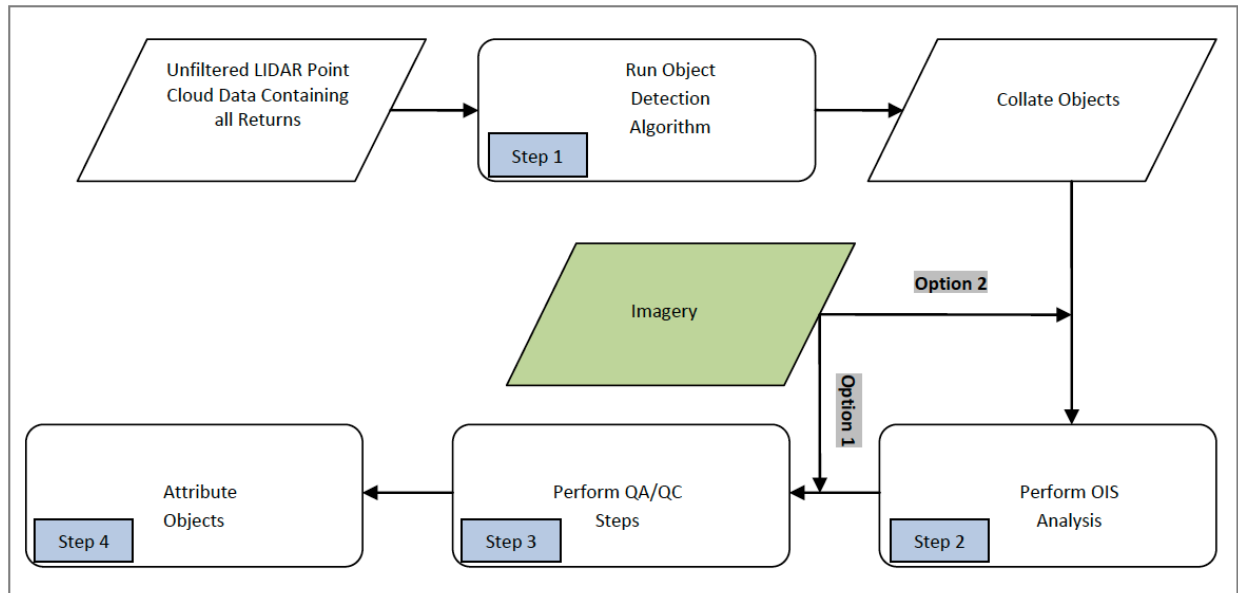 Unfiltered LIDAR Point
Cloud Data Containing
all Returns
Run Object
Detection
Algorithm
Step 1
Collate Objects
Imagery
Option 2
Option 1
Attribute
Objects
Step 4
Perform QA/QC
Steps
Step 3
Perform OIS
Analysis
Step 2